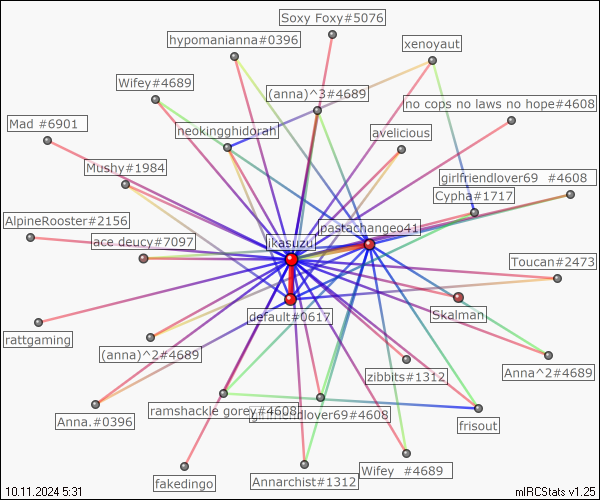 Soxy Foxy#5076
hypomanianna#0396
xenoyaut
Wifey#4689
(anna)^3#4689
no cops no laws no hope#4608
Mad #6901
neokingghidorah
avelicious
Mushy#1984
girlfriendlover69 #4608
Cypha#1717
AlpineRooster#2156
pastachangeo41
ace deucy#7097
ikasuzu
Toucan#2473
default#0617
Skalman
rattgaming
(anna)^2#4689
zibbits#1312
Anna^2#4689
Anna.#0396
ramshackle gorey#4608
girlfriendlover69#4608
frisout
fakedingo
Annarchist#1312
Wifey #4689
10.11.2024 5:31
mIRCStats v1.25